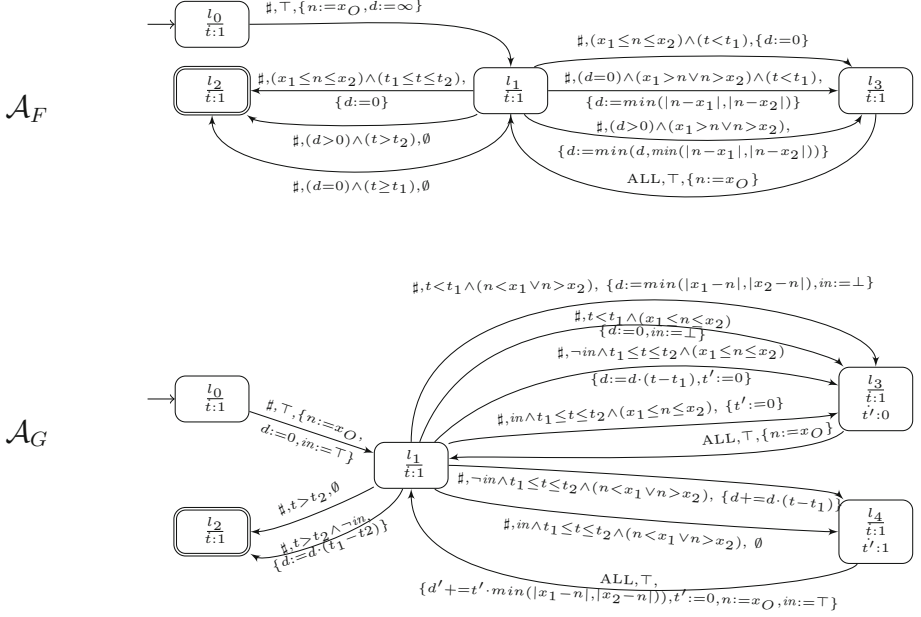 ♯,⊤,{n:=x_O,d:=∞}
l_0
ṫ:1
𝒜_F
♯,(x_1≤n≤x_2)∧(t<t_1),{d:=0}
l_2
ṫ:1
♯,(x_1≤n≤x_2)∧(t_1≤t≤t_2),
{d:=0}
l_1
ṫ:1
♯,(d=0)∧(x_1>n∨n>x_2)∧(t<t_1),
{d:=min(|n−x_1|,|n−x_2|)}
l_3
ṫ:1
♯,(d>0)∧(t>t_2),∅
♯,(d>0)∧(x_1>n∨n>x_2),
{d:=min(d,min(|n−x_1|,|n−x_2|))}
♯,(d=0)∧(t≥t_1),∅
ALL,⊤,{n:=x_O}
♯,t<t_1∧(n<x_1∨n>x_2), {d:=min(|x_1−n|,|x_2−n|),in:=⊥}
♯,t<t_1∧(x_1≤n≤x_2)
{d:=0,in:=⊥}
♯,¬in∧t_1≤t≤t_2∧(x_1≤n≤x_2)
{d:=d·(t−t_1),t′:=0}
l_0
ṫ:1
𝒜_G
♯,⊤,{n:=x_O,
d:=0,in:=⊤}
♯,in∧t_1≤t≤t_2∧(x_1≤n≤x_2), {t′:=0}
l_3
ṫ:1
ṫ′:0
ALL,⊤,{n:=x_O}
l_1
ṫ:1
♯,¬in∧t_1≤t≤t_2∧(n<x_1∨n>x_2), {d+=d·(t−t_1)}
♯,t>t_2,∅
l_2
ṫ:1
♯,t>t_2∧¬in,
{d:=d·(t_1−t2)}
♯,in∧t_1≤t≤t_2∧(n<x_1∨n>x_2), ∅
l_4
ṫ:1
ṫ′:1
ALL,⊤,
{d′+=t′·min(|x_1−n|,|x_2−n|)),t′:=0,n:=x_O,in:=⊤}